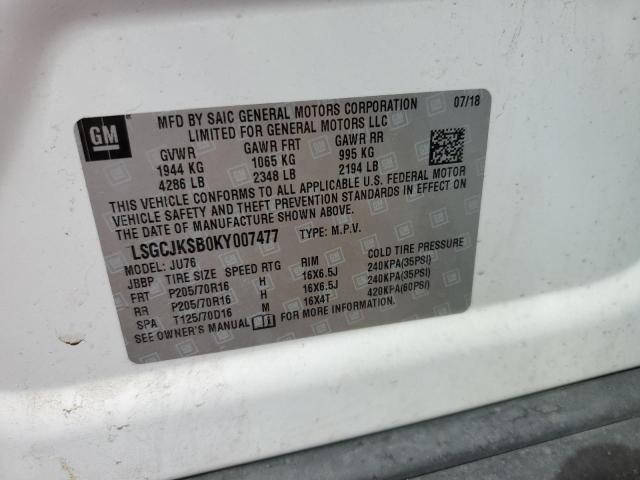 GM
MFD BY SAIC GENERAL MOTORS CORPORATION 07/18
LIMITED FOR GENERAL MOTORS LLC
GVWR GAWR FRT GAWR RR
1944 KG 1065 KG 995 KG
4286 LB 2348 LB 2194 LB
THIS VEHICLE CONFORMS TO ALL APPLICABLE U.S. FEDERAL MOTOR
VEHICLE SAFETY AND THEFT PREVENTION STANDARDS IN EFFECT ON
THE DATE OF MANUFACTURE SHOWN ABOVE.
LSGCJKSB0KY007477 TYPE: M.P.V.
MODEL: JU76
JBBP TIRE SIZE SPEED RTG RIM COLD TIRE PRESSURE
FRT P205/70R16 H 16X6.5J 240KPA(35PSI)
RR P205/70R16 H 16X6.5J 240KPA(35PSI)
SPA T125/70D16 M 16X4T 420KPA(60PSI)
SEE OWNER'S MANUAL FOR MORE INFORMATION.